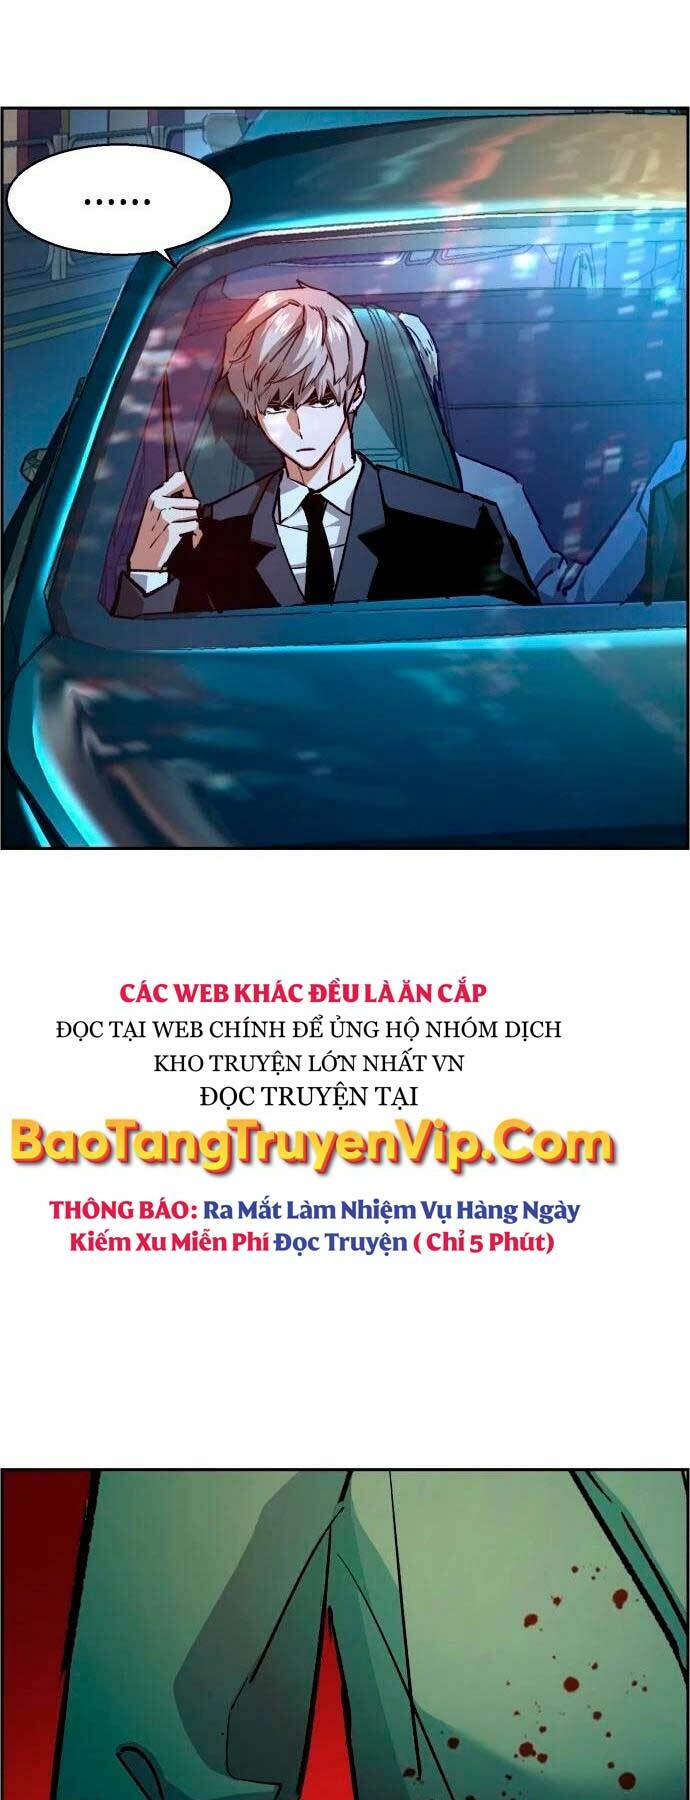 ......
CÁC WEB KHÁC ĐỀU LÀ ĂN CẮP
ĐỌC TẠI WEB CHÍNH ĐỂ ỦNG HỘ NHÓM DỊCH
KHO TRUYỆN LỚN NHẤT VN
ĐỌC TRUYỆN TẠI
BaoTangTruyenVip.Com
THÔNG BÁO: Ra Mắt Làm Nhiệm Vụ Hàng Ngày
Kiếm Xu Miễn Phí Đọc Truyện ( Chỉ 5 Phút)